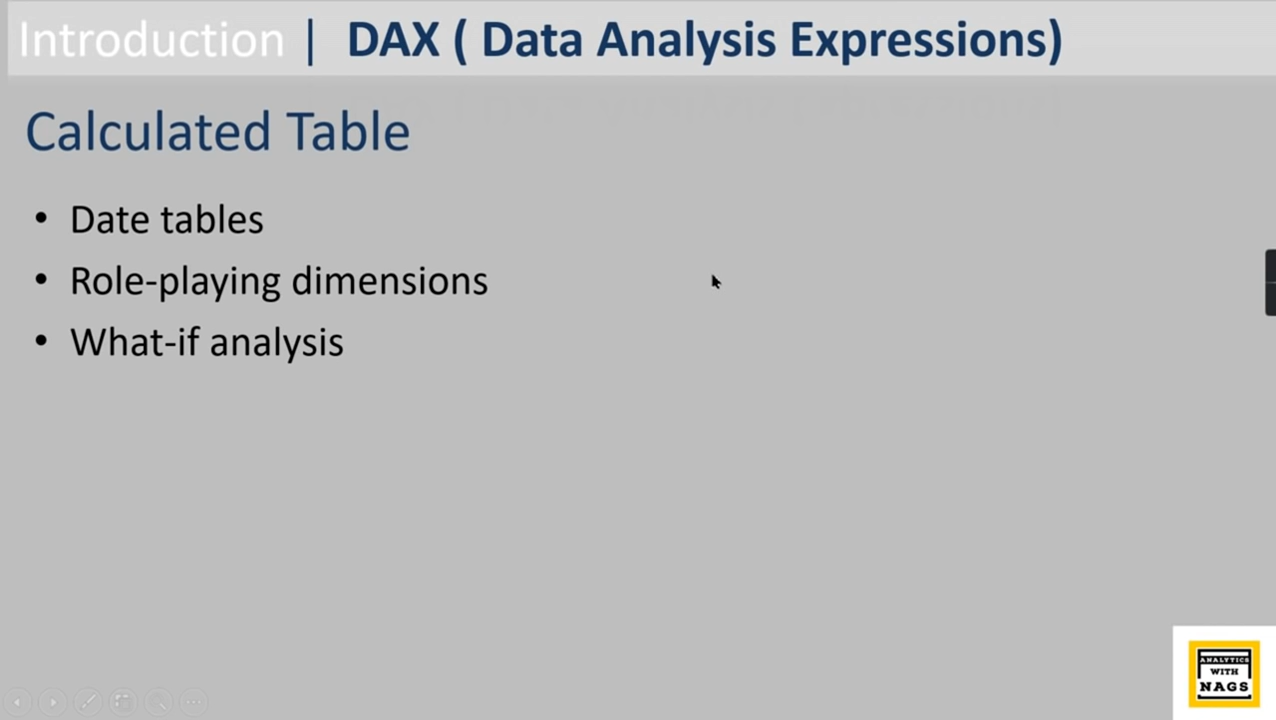 Introduction | DAX ( Data Analysis Expressions)
Calculated Table
• Date tables
• Role-playing dimensions
• What-if analysis
ANALYTICS
WITH
NAGS